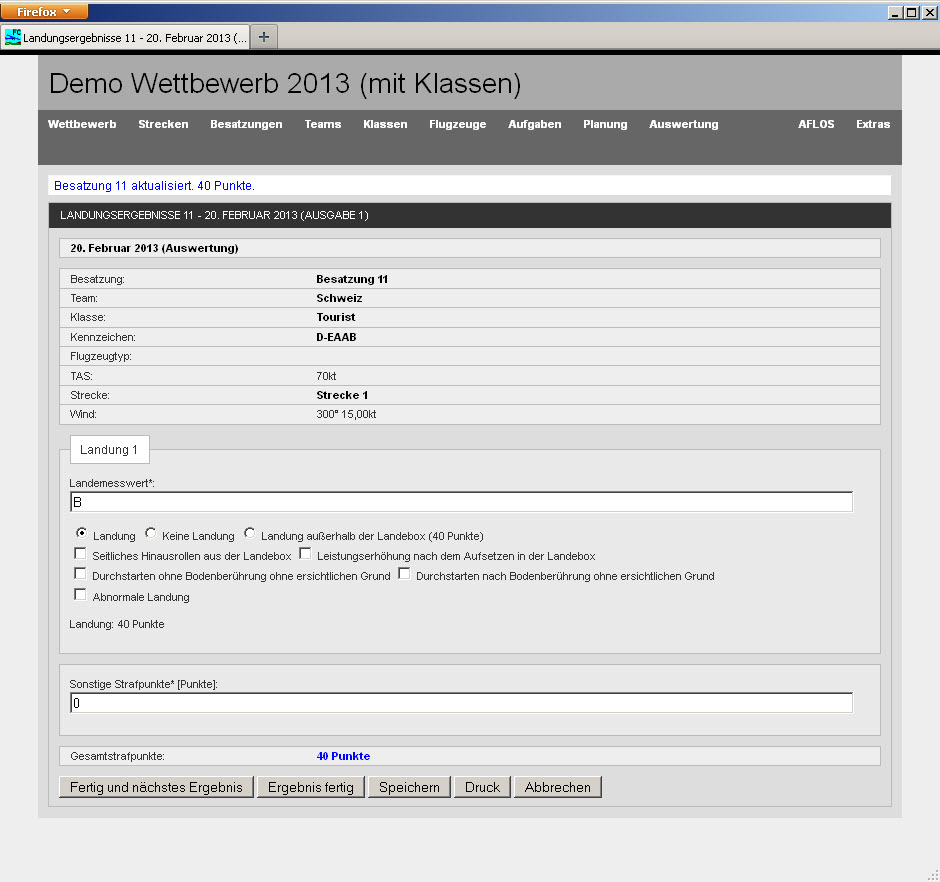 Firefox
Landungsergebnisse 11 - 20. Februar 2013 (...
Demo Wettbewerb 2013 (mit Klassen)
Wettbewerb Strecken Besatzungen Teams Klassen Flugzeuge Aufgaben Planung Auswertung AFLOS Extras
Besatzung 11 aktualisiert. 40 Punkte.
LANDUNGSERGEBNISSE 11 - 20. FEBRUAR 2013 (AUSGABE 1)
20. Februar 2013 (Auswertung)
Besatzung: Besatzung 11
Team: Schweiz
Klasse: Tourist
Kennzeichen: D-EAAB
Flugzeugtyp:
TAS: 70kt
Strecke: Strecke 1
Wind: 300° 15,00kt
Landung 1
Landemesswert*:
B
Landung Keine Landung Landung außerhalb der Landebox (40 Punkte)
Seitliches Hinausrollen aus der Landebox Leistungserhöhung nach dem Aufsetzen in der Landebox
Durchstarten ohne Bodenberührung ohne ersichtlichen Grund Durchstarten nach Bodenberührung ohne ersichtlichen Grund
Abnormale Landung
Landung: 40 Punkte
Sonstige Strafpunkte* [Punkte]:
0
Gesamtstrafpunkte: 40 Punkte
Fertig und nächstes Ergebnis Ergebnis fertig Speichern Druck Abbrechen